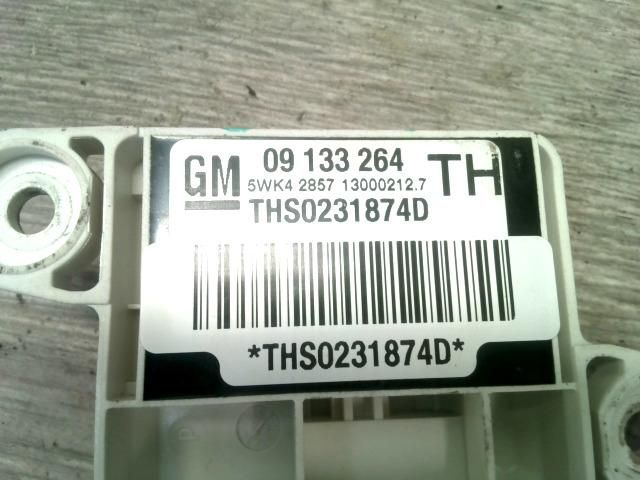 GM 09 133 264 TH
5WK4 2857 13000212.7
THS0231874D
*THS0231874D*